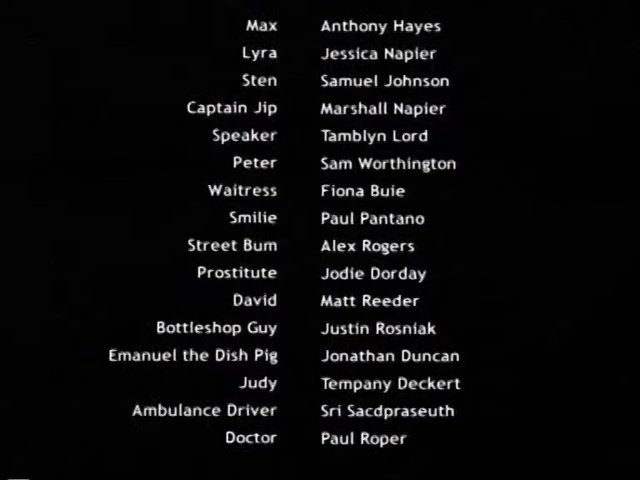 Max Anthony Hayes
Lyra Jessica Napier
Sten Samuel Johnson
Captain Jip Marshall Napier
Speaker Tamblyn Lord
Peter Sam Worthington
Waitress Fiona Buie
Smilie Paul Pantano
Street Bum Alex Rogers
Prostitute Jodie Dorday
David Matt Reeder
Bottleshop Guy Justin Rosniak
Emanuel the Dish Pig Jonathan Duncan
Judy Tempany Deckert
Ambulance Driver Sri Sacdpraseuth
Doctor Paul Roper